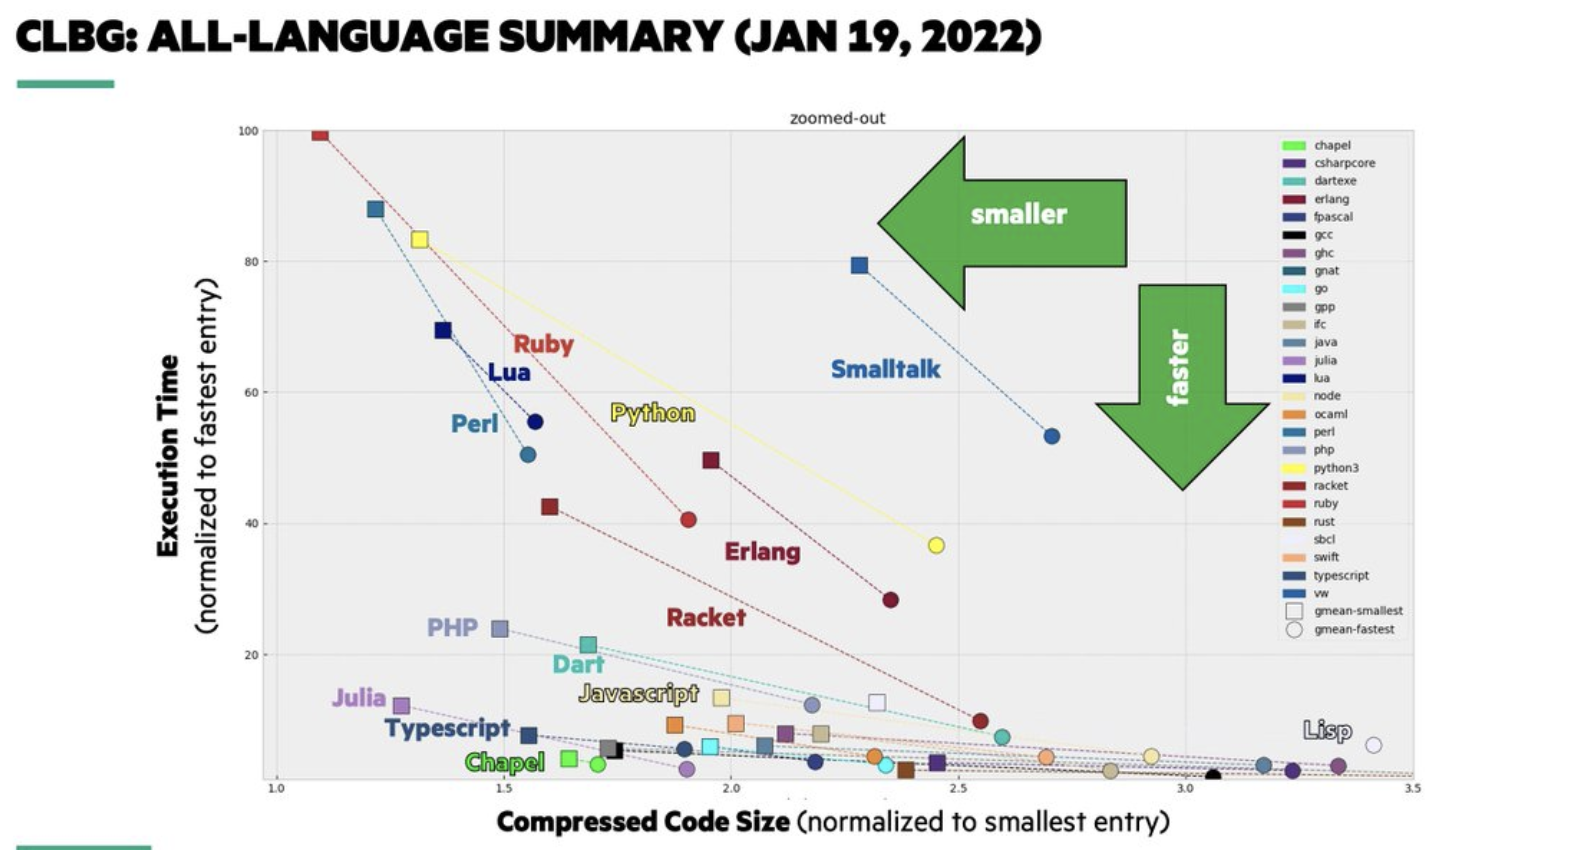 CLBG: ALL-LANGUAGE SUMMARY (JAN 19, 2022)
zoomed-out
Execution Time
(normalized to fastest entry)
100
80
60
40
20
smaller
faster
Ruby
Lua
Perl
Python
Smalltalk
Erlang
Racket
PHP
Dart
Javascript
Julia
Typescript
Chapel
Lisp
chapel
csharpcore
dartexe
erlang
fpascal
gcc
ghc
gnat
go
gpp
ifc
java
julia
lua
node
ocaml
perl
php
python3
racket
ruby
rust
sbcl
swift
typescript
vw
gmean-smallest
gmean-fastest
1.0 1.5 2.0 2.5 3.0 3.5
Compressed Code Size (normalized to smallest entry)